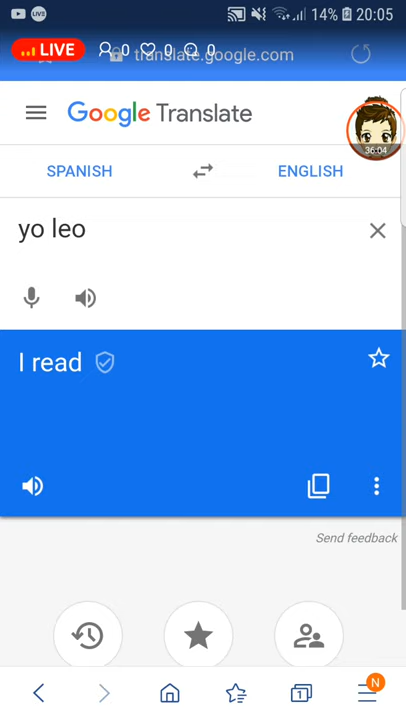 LIVE 14% 20:05
LIVE 0 0 0 translate.google.com
Google Translate
36:04
SPANISH ENGLISH
yo leo
I read
Send feedback
1 N